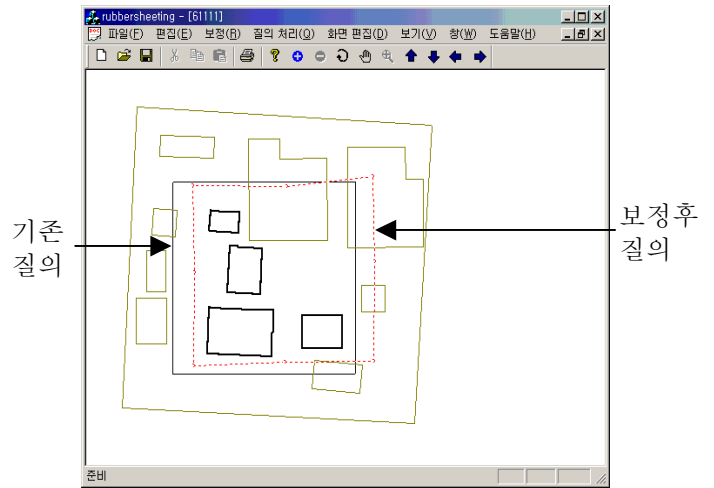 rubbersheeting - [61111]
파일(F) 편집(E) 보정(R) 질의 처리(Q) 화면 편집(D) 보기(V) 창(W) 도움말(H)
기존
질의
보정후
질의
준비